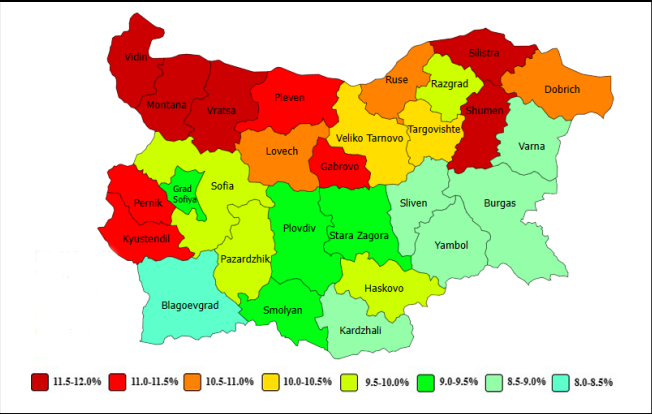 Silistra
Vidin
Ruse
Razgrad
Dobrich
Pleven
Montana
Vratsa
Shumen
Targovishte
Veliko Tarnovo
Varna
Lovech
Gabrovo
Grad
Sofiya
Sofia
Pernik
Sliven
Burgas
Plovdiv
Stara Zagora
Kyustendil
Yambol
Pazardzhik
Haskovo
Blagoevgrad
Smolyan
Kardzhali
11.5-12.0% 11.0-11.5% 10.5-11.0% 10.0-10.5% 9.5-10.0% 9.0-9.5% 8.5-9.0% 8.0-8.5%